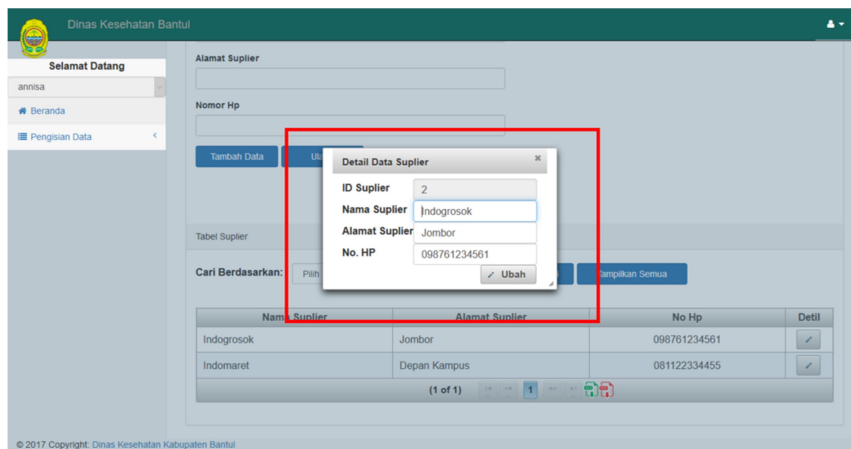 Dinas Kesehatan Bantul
Selamat Datang
annisa
Beranda
Pengisian Data
Alamat Suplier
Nomor Hp
Tambah Data
Detail Data Suplier
ID Suplier 2
Nama Suplier Indogrosok
Alamat Suplier Jombor
No. HP 098761234561
Ubah
Tabel Suplier
Cari Berdasarkan: Pilih
Tampilkan Semua
Nama Suplier Alamat Suplier No Hp Detil
Indogrosok Jombor 098761234561
Indomaret Depan Kampus 081122334455
(1 of 1) 1
© 2017 Copyright: Dinas Kesehatan Kabupaten Bantul